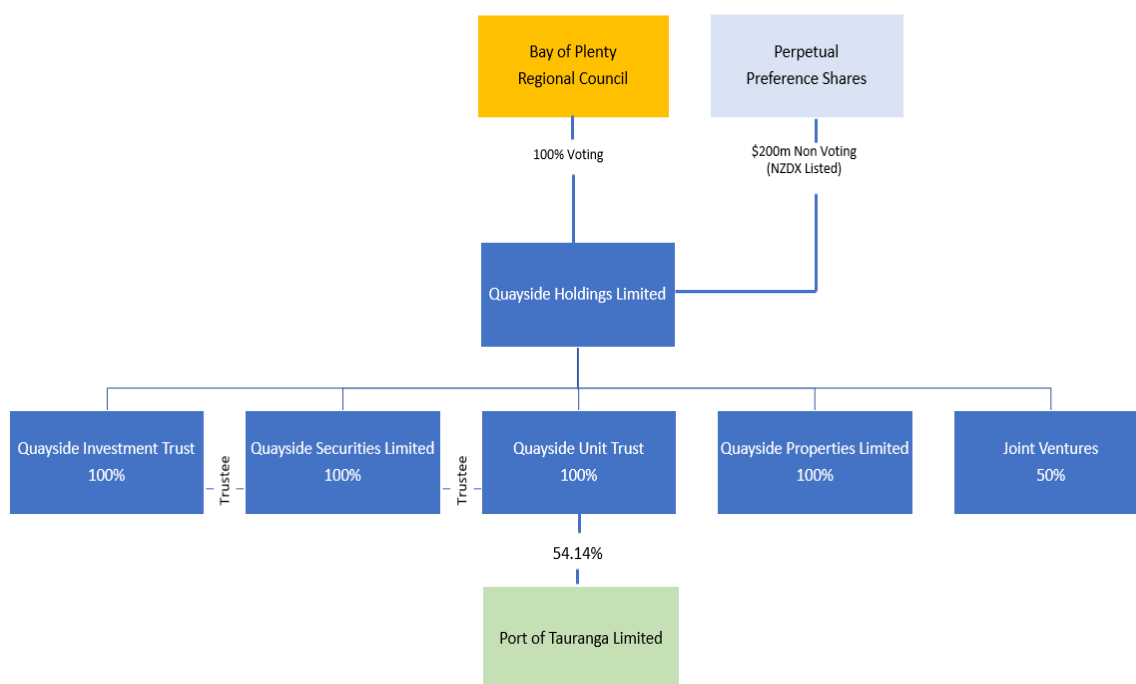 Bay of Plenty
Regional Council
Perpetual
Preference Shares
100% Voting
$200m Non Voting
(NZDX Listed)
Quayside Holdings Limited
Quayside Investment Trust
100%
Trustee
Quayside Securities Limited
100%
Trustee
Quayside Unit Trust
100%
Quayside Properties Limited
100%
Joint Ventures
50%
54.14%
Port of Tauranga Limited